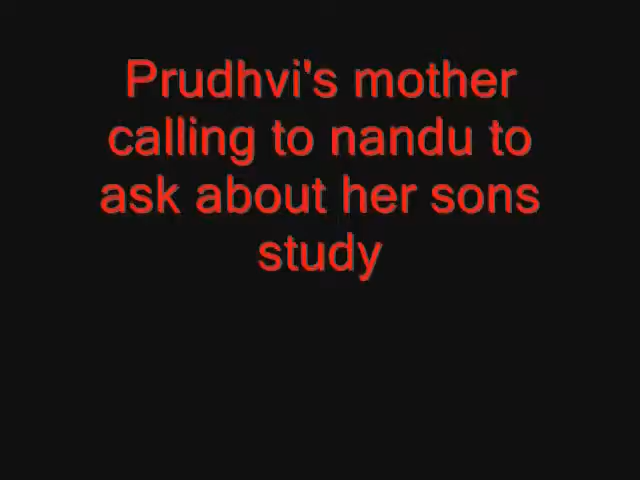 Prudhvi's mother
calling to nandu to
ask about her sons
study